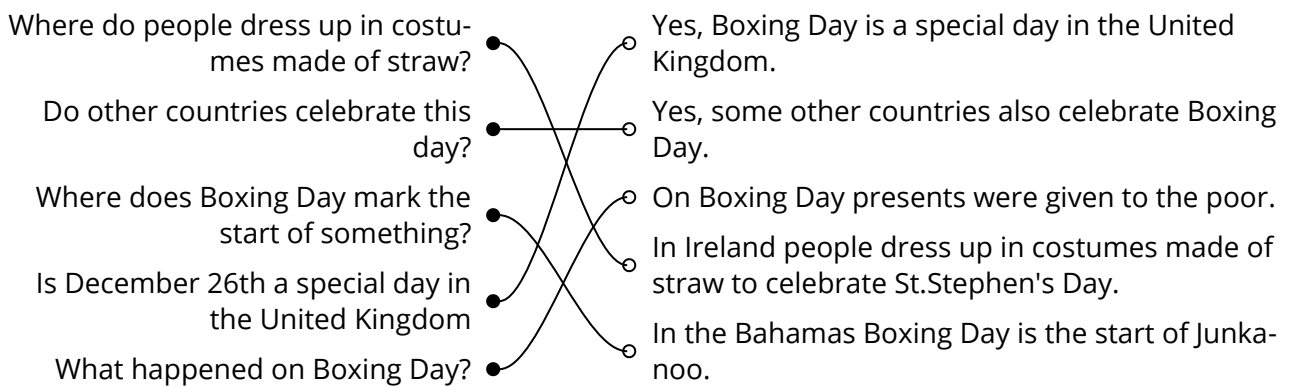 Where do people dress up in costu-
mes made of straw?
Do other countries celebrate this
day?
Where does Boxing Day mark the
start of something?
Is December 26th a special day in
the United Kingdom
What happened on Boxing Day?
Yes, Boxing Day is a special day in the United
Kingdom.
Yes, some other countries also celebrate Boxing
Day.
On Boxing Day presents were given to the poor.
In Ireland people dress up in costumes made of
straw to celebrate St.Stephen's Day.
In the Bahamas Boxing Day is the start of Junka-
noo.